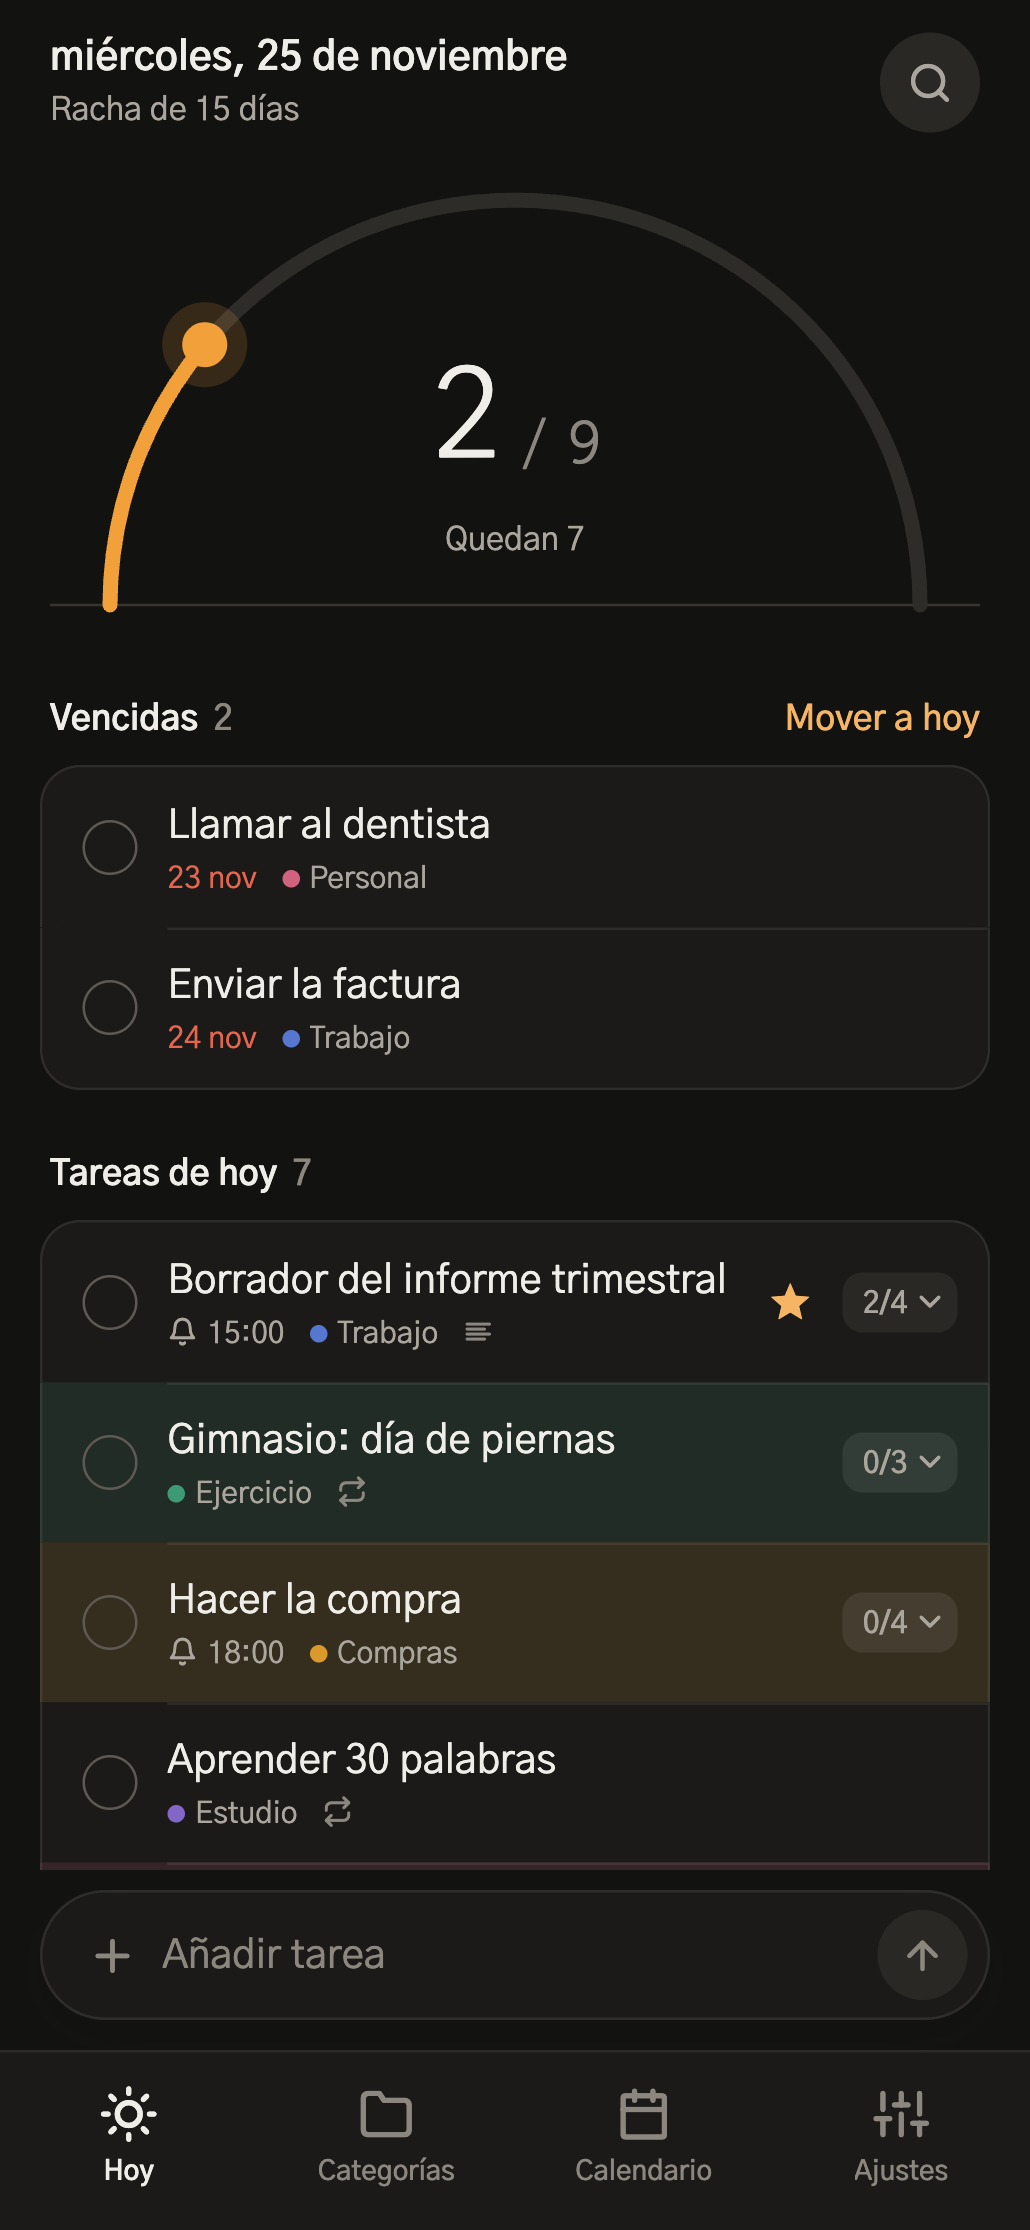 miércoles, 25 de noviembre
Racha de 15 días
2 / 9
Quedan 7
Vencidas 2
Mover a hoy
Llamar al dentista
23 nov Personal
Enviar la factura
24 nov Trabajo
Tareas de hoy 7
Borrador del informe trimestral
2/4
15:00 Trabajo
Gimnasio: día de piernas
0/3
Ejercicio
Hacer la compra
0/4
18:00 Compras
Aprender 30 palabras
Estudio
Añadir tarea
Hoy
Categorías
Calendario
Ajustes